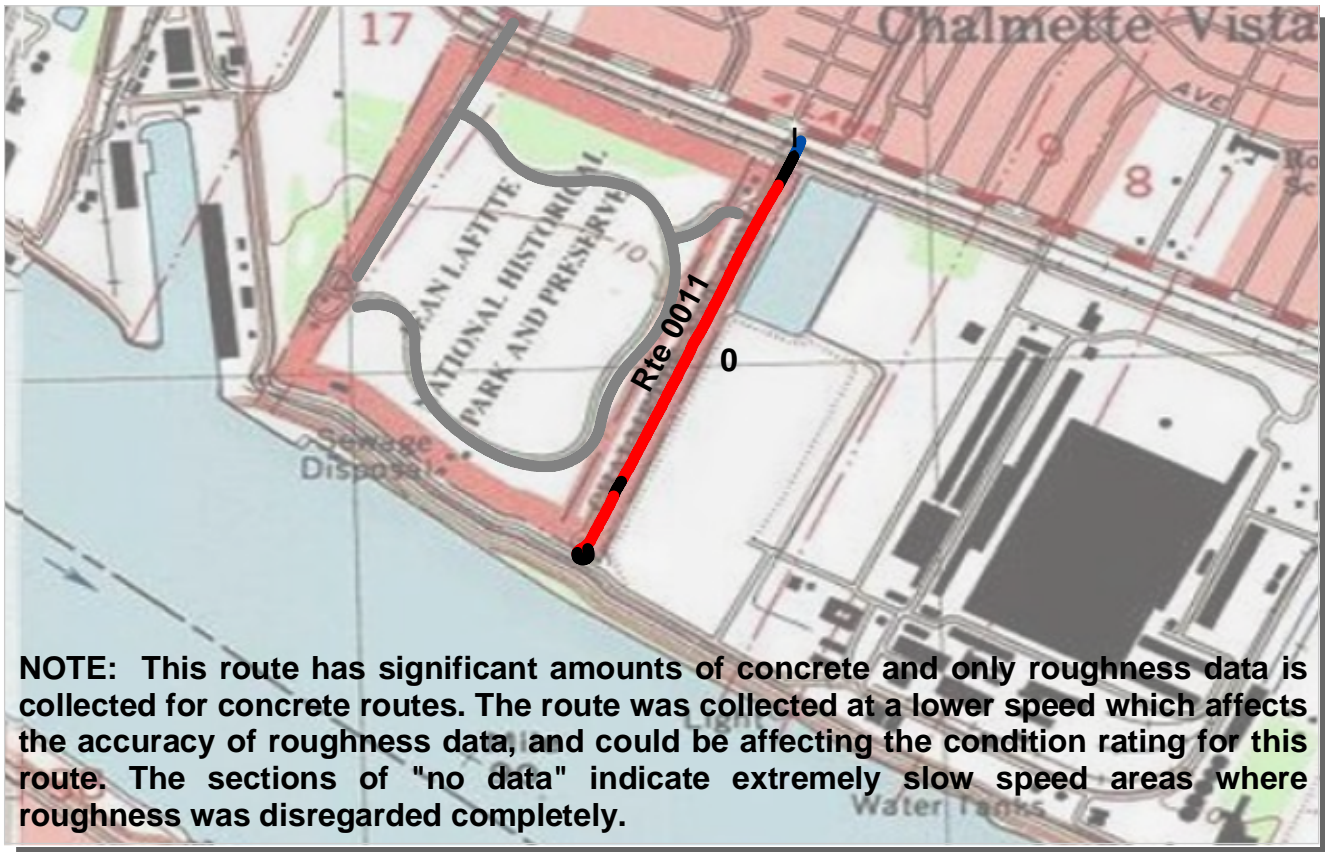 Chalmette Vista
17
AVE
9
8
JEAN LAFITTE
NATIONAL HISTORICAL
PARK AND PRESERVE
10
Rte 0011
0
Sewage
Disposal
NOTE: This route has significant amounts of concrete and only roughness data is
collected for concrete routes. The route was collected at a lower speed which affects
the accuracy of roughness data, and could be affecting the condition rating for this
route. The sections of "no data" indicate extremely slow speed areas where
roughness was disregarded completely.
Light
Water Tanks